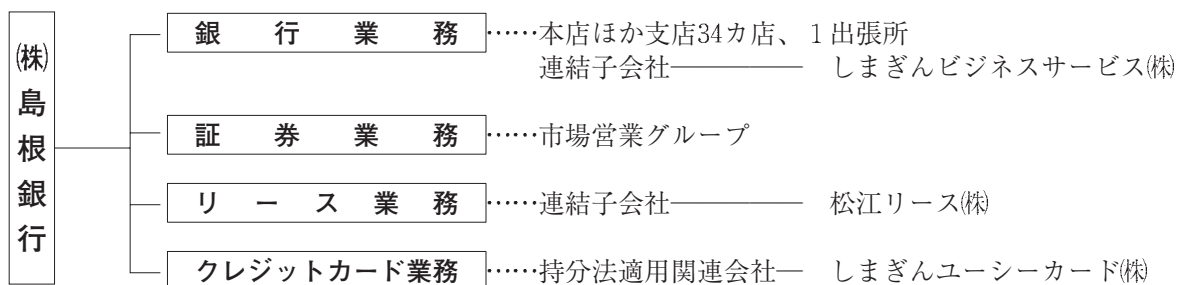 ㈱島根銀行
銀行業務……本店ほか支店34カ店、1出張所
連結子会社――――― しまぎんビジネスサービス㈱
証券業務……市場営業グループ
リース業務……連結子会社――――― 松江リース㈱
クレジットカード業務……持分法適用関連会社― しまぎんユーシーカード㈱